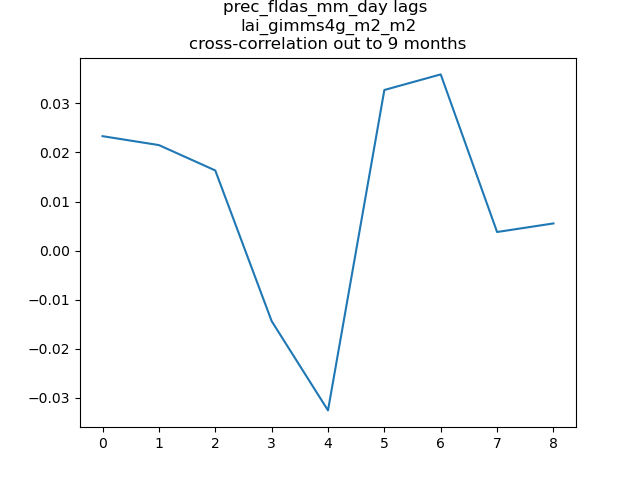 prec_fldas_mm_day lags
lai_gimms4g_m2_m2
cross-correlation out to 9 months
0.03
0.02
0.01
0.00
−0.01
−0.02
−0.03
0 1 2 3 4 5 6 7 8